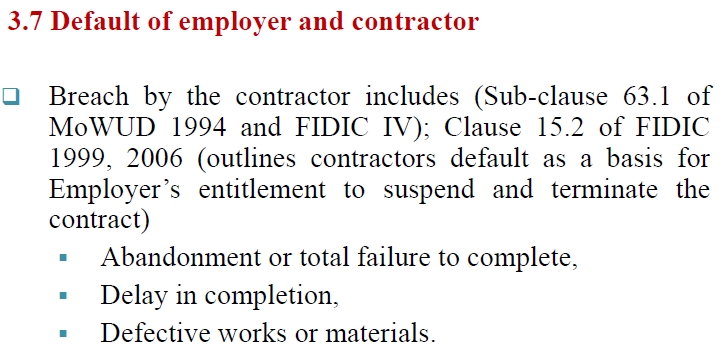 3.7 Default of employer and contractor
❑ Breach by the contractor includes (Sub-clause 63.1 of
MoWUD 1994 and FIDIC IV); Clause 15.2 of FIDIC
1999, 2006 (outlines contractors default as a basis for
Employer’s entitlement to suspend and terminate the
contract)
▪ Abandonment or total failure to complete,
▪ Delay in completion,
▪ Defective works or materials.